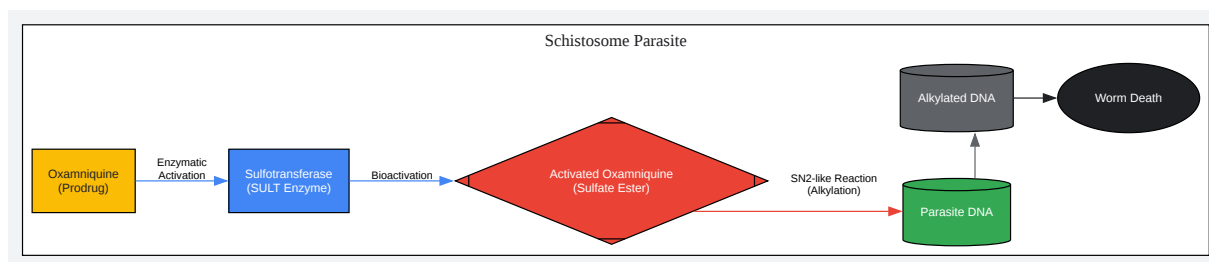 Schistosome Parasite
Oxamniquine
(Prodrug)
Enzymatic
Activation
Sulfotransferase
(SULT Enzyme)
Bioactivation
Activated Oxamniquine
(Sulfate Ester)
SN2-like Reaction
(Alkylation)
Parasite DNA
Alkylated DNA
Worm Death